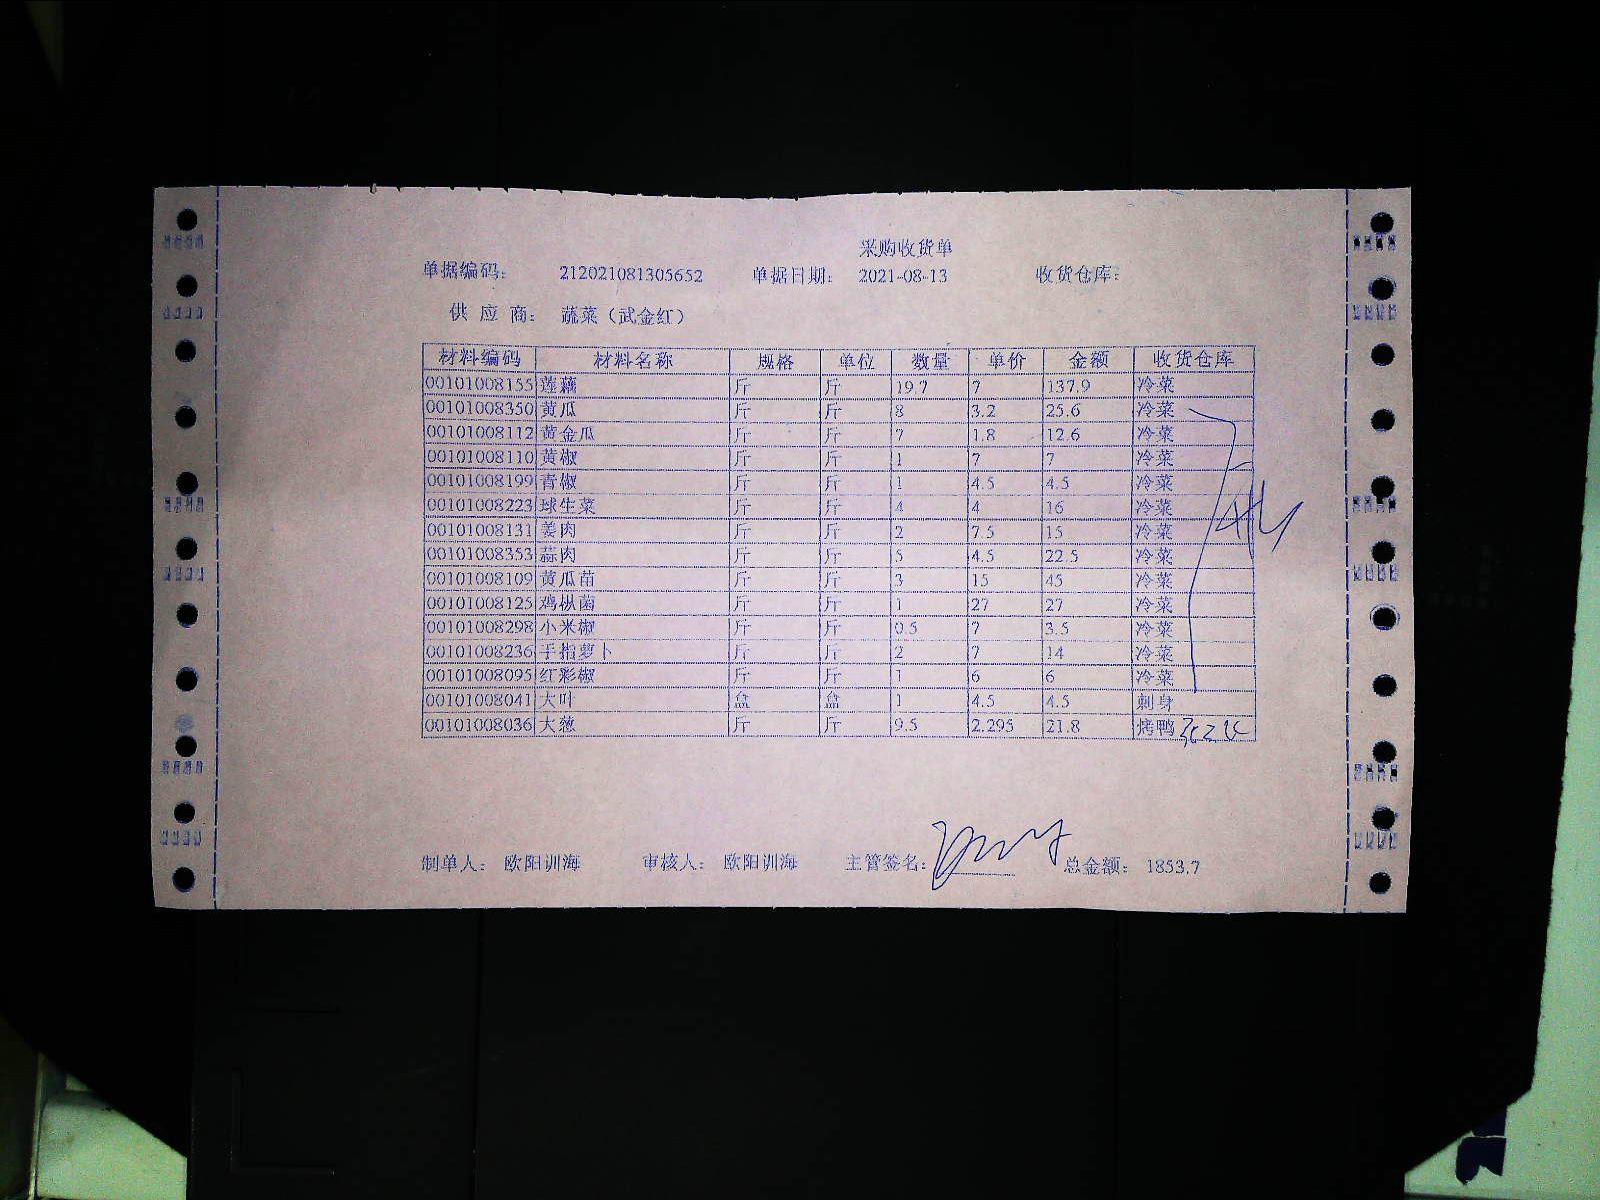 采购收货单
单据编码： 212021081305652 单据日期： 2021-08-13 收货仓库：
供 应 商： 蔬菜（武金红）
材料编码 材料名称 规格 单位 数量 单价 金额 收货仓库
00101008155 莲藕 斤 斤 19.7 7 137.9 冷菜
00101008350 黄瓜 斤 斤 8 3.2 25.6 冷菜
00101008112 黄金瓜 斤 斤 7 1.8 12.6 冷菜
00101008110 黄椒 斤 斤 1 7 7 冷菜
00101008199 青椒 斤 斤 1 4.5 4.5 冷菜
00101008223 球生菜 斤 斤 4 4 16 冷菜
00101008131 姜肉 斤 斤 2 7.5 15 冷菜
00101008353 蒜肉 斤 斤 5 4.5 22.5 冷菜
00101008109 黄瓜苗 斤 斤 3 15 45 冷菜
00101008125 鸡枞菌 斤 斤 1 27 27 冷菜
00101008298 小米椒 斤 斤 0.5 7 3.5 冷菜
00101008236 手指萝卜 斤 斤 2 7 14 冷菜
00101008095 红彩椒 斤 斤 1 6 6 冷菜
00101008041 大叶 盒 盒 1 4.5 4.5 刺身
00101008036 大葱 斤 斤 9.5 2.295 21.8 烤鸭
制单人： 欧阳训海 审核人： 欧阳训海 主管签名： 总金额： 1853.7